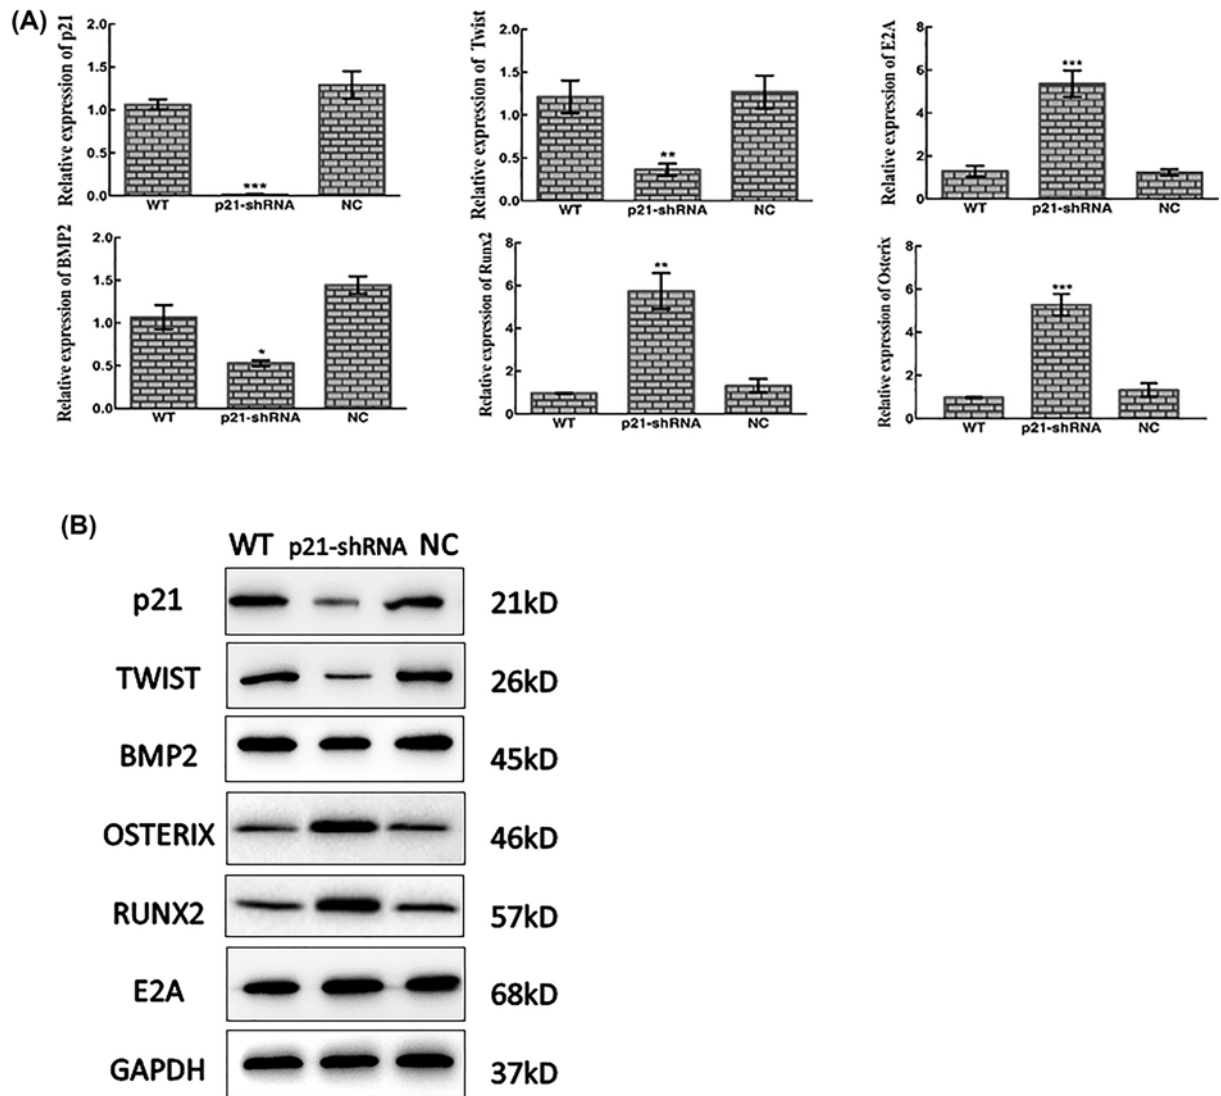 (A)
Relative expression of p21
2.0
1.5
1.0
0.5
0.0
***
WT p21-shRNA NC
Relative expression of Twist
2.0
1.5
1.0
0.5
0.0
**
WT p21-shRNA NC
Relative expression of E2A
8
6
4
2
0
***
WT p21-shRNA NC
Relative expression of BMP2
2.0
1.5
1.0
0.5
0.0
*
WT p21-shRNA NC
Relative expression of Runx2
8
6
4
2
0
**
WT p21-shRNA NC
Relative expression of Osterix
8
6
4
2
0
***
WT p21-shRNA NC
(B)
WT p21-shRNA NC
p21 21kD
TWIST 26kD
BMP2 45kD
OSTERIX 46kD
RUNX2 57kD
E2A 68kD
GAPDH 37kD